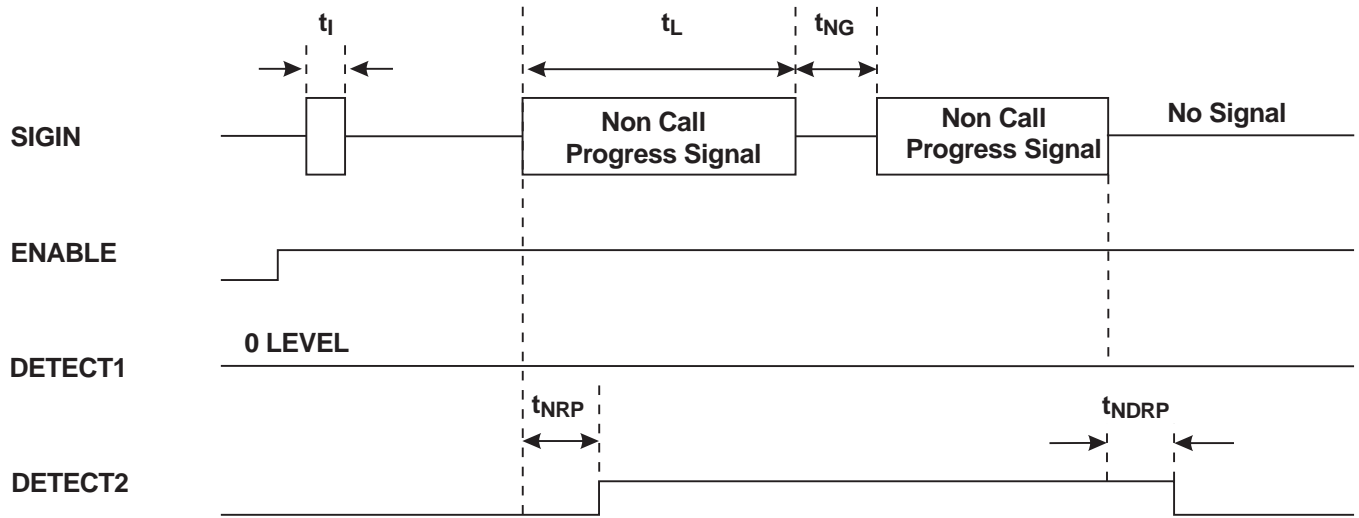 tI
tL
tNG
SIGIN
Non Call
Progress Signal
Non Call
Progress Signal
No Signal
ENABLE
0 LEVEL
DETECT1
tNRP
tNDRP
DETECT2